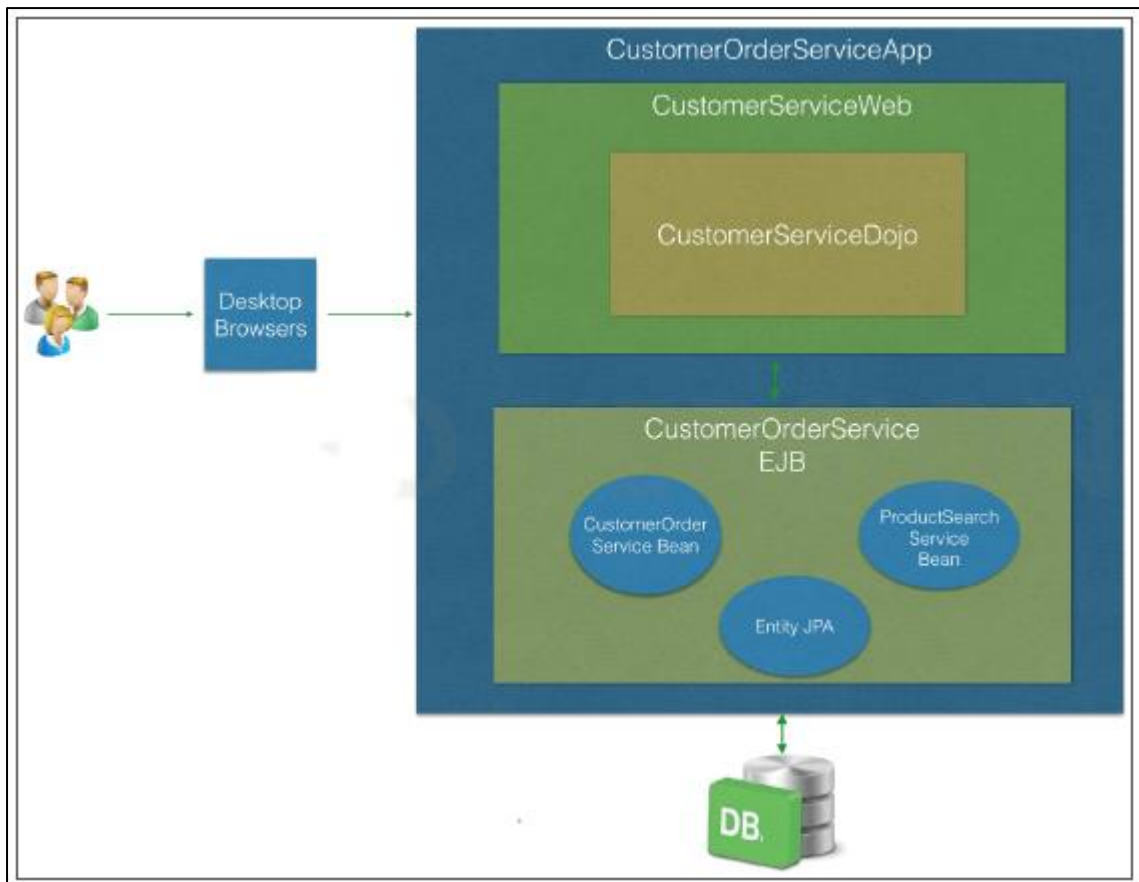 CustomerOrderServiceApp
CustomerServiceWeb
CustomerServiceDojo
Desktop
Browsers
CustomerOrderService
EJB
CustomerOrder
Service Bean
ProductSearch
Service
Bean
Entity JPA
DB